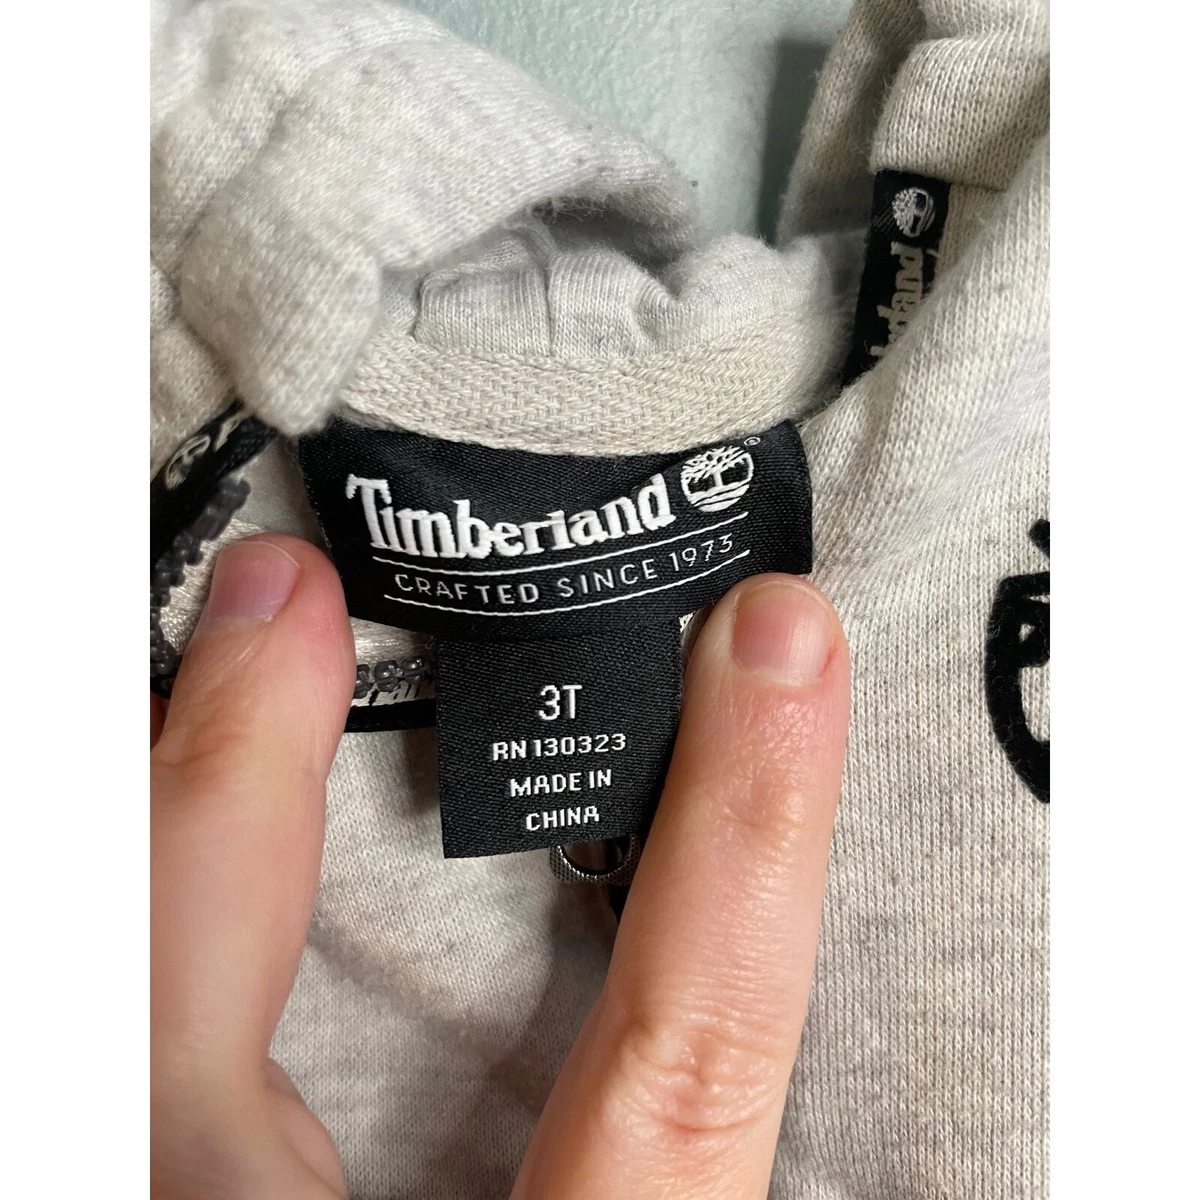 Timberland ®
CRAFTED SINCE 1973
3T
RN 130323
MADE IN
CHINA